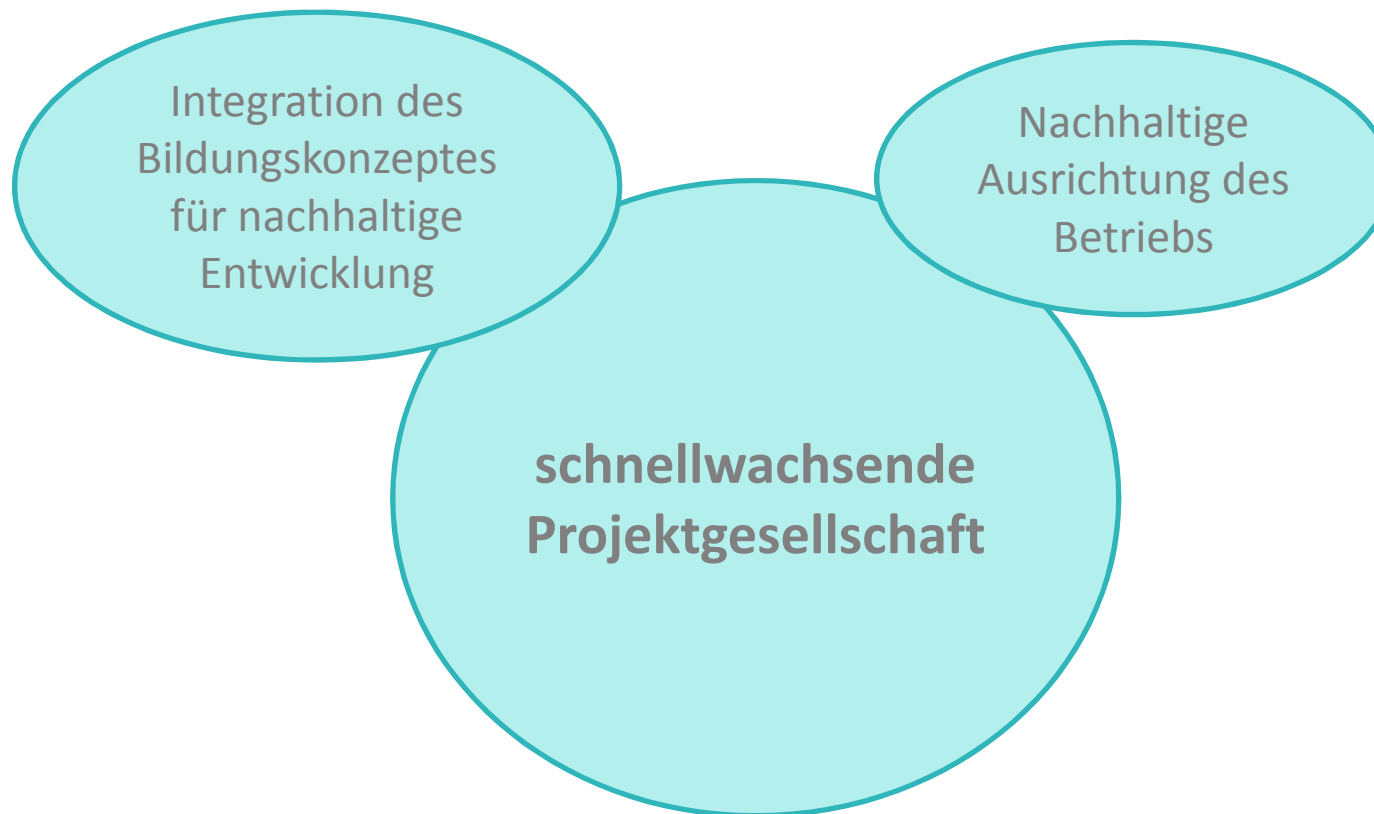 Integration des
Bildungskonzeptes
für nachhaltige
Entwicklung
Nachhaltige
Ausrichtung des
Betriebs
schnellwachsende
Projektgesellschaft